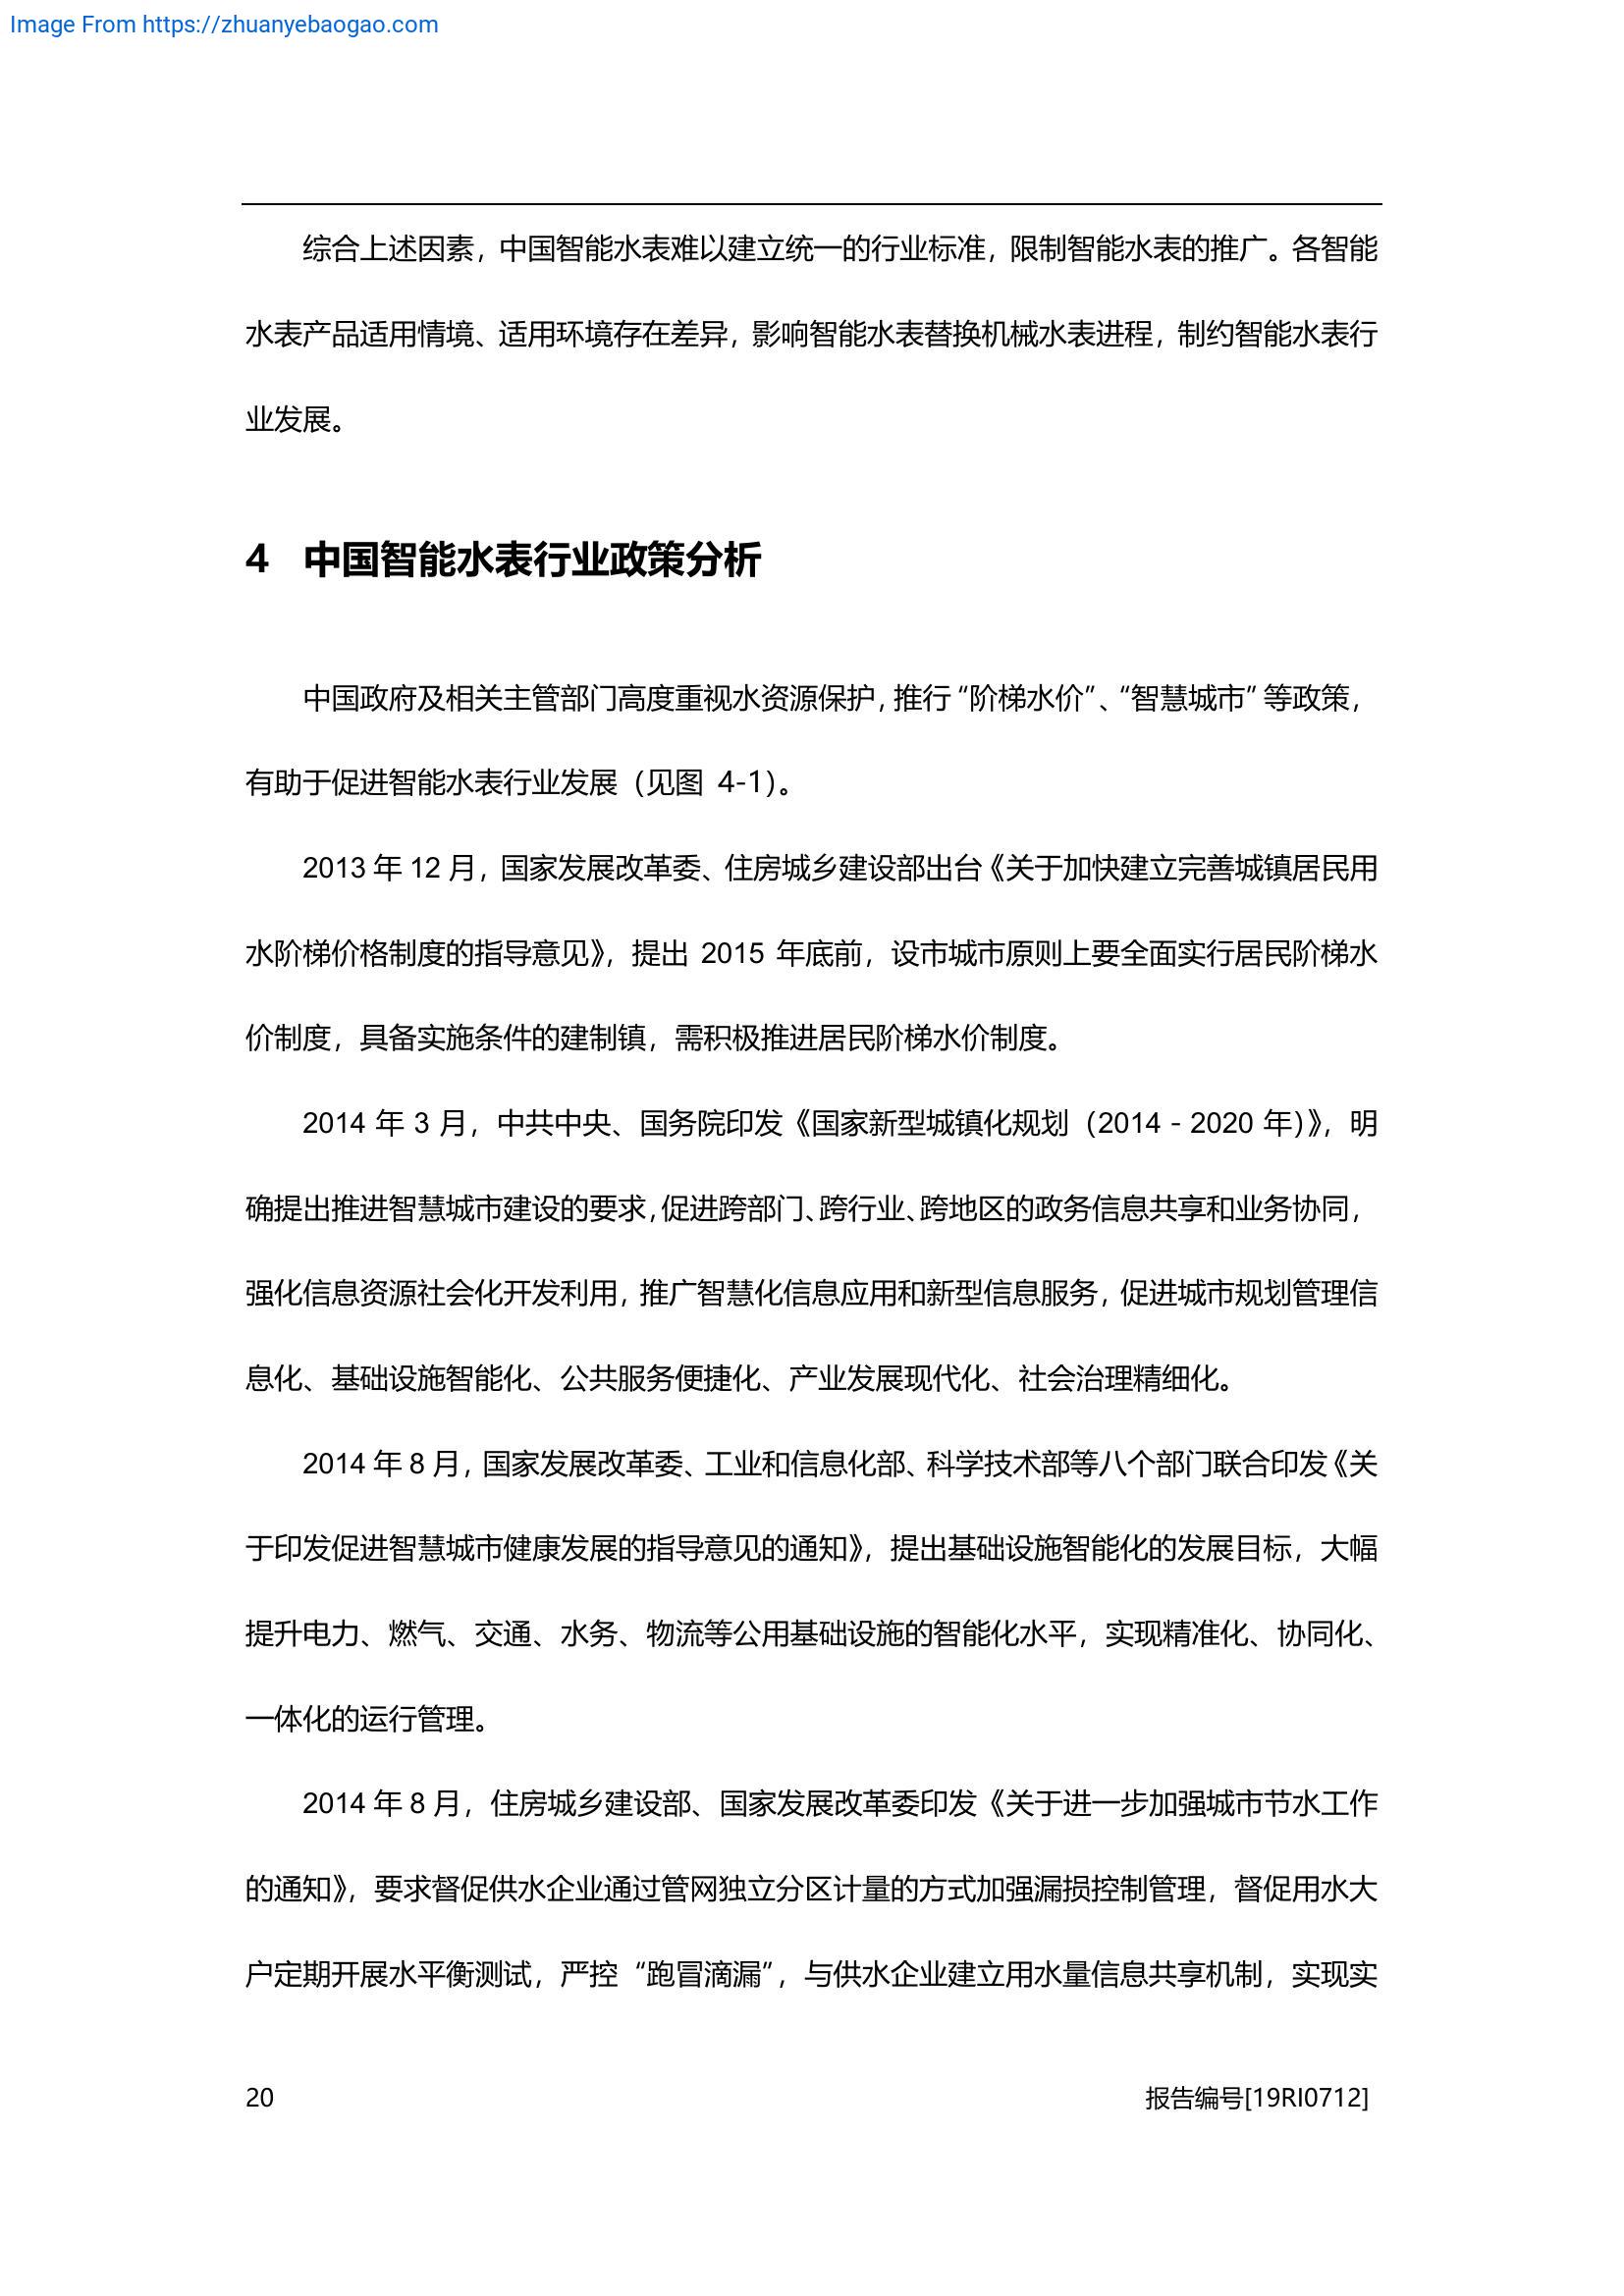 Image From https://zhuanyebaogao.com
综合上述因素，中国智能水表难以建立统一的行业标准，限制智能水表的推广。各智能
水表产品适用情境、适用环境存在差异，影响智能水表替换机械水表进程，制约智能水表行
业发展。
4 中国智能水表行业政策分析
中国政府及相关主管部门高度重视水资源保护，推行“阶梯水价”、“智慧城市”等政策，
有助于促进智能水表行业发展（见图 4-1）。
2013 年 12 月，国家发展改革委、住房城乡建设部出台《关于加快建立完善城镇居民用
水阶梯价格制度的指导意见》，提出 2015 年底前，设市城市原则上要全面实行居民阶梯水
价制度，具备实施条件的建制镇，需积极推进居民阶梯水价制度。
2014 年 3 月，中共中央、国务院印发《国家新型城镇化规划（2014 - 2020 年）》，明
确提出推进智慧城市建设的要求，促进跨部门、跨行业、跨地区的政务信息共享和业务协同，
强化信息资源社会化开发利用，推广智慧化信息应用和新型信息服务，促进城市规划管理信
息化、基础设施智能化、公共服务便捷化、产业发展现代化、社会治理精细化。
2014 年 8 月，国家发展改革委、工业和信息化部、科学技术部等八个部门联合印发《关
于印发促进智慧城市健康发展的指导意见的通知》，提出基础设施智能化的发展目标，大幅
提升电力、燃气、交通、水务、物流等公用基础设施的智能化水平，实现精准化、协同化、
一体化的运行管理。
2014 年 8 月，住房城乡建设部、国家发展改革委印发《关于进一步加强城市节水工作
的通知》，要求督促供水企业通过管网独立分区计量的方式加强漏损控制管理，督促用水大
户定期开展水平衡测试，严控“跑冒滴漏”，与供水企业建立用水量信息共享机制，实现实
20 报告编号[19RI0712]